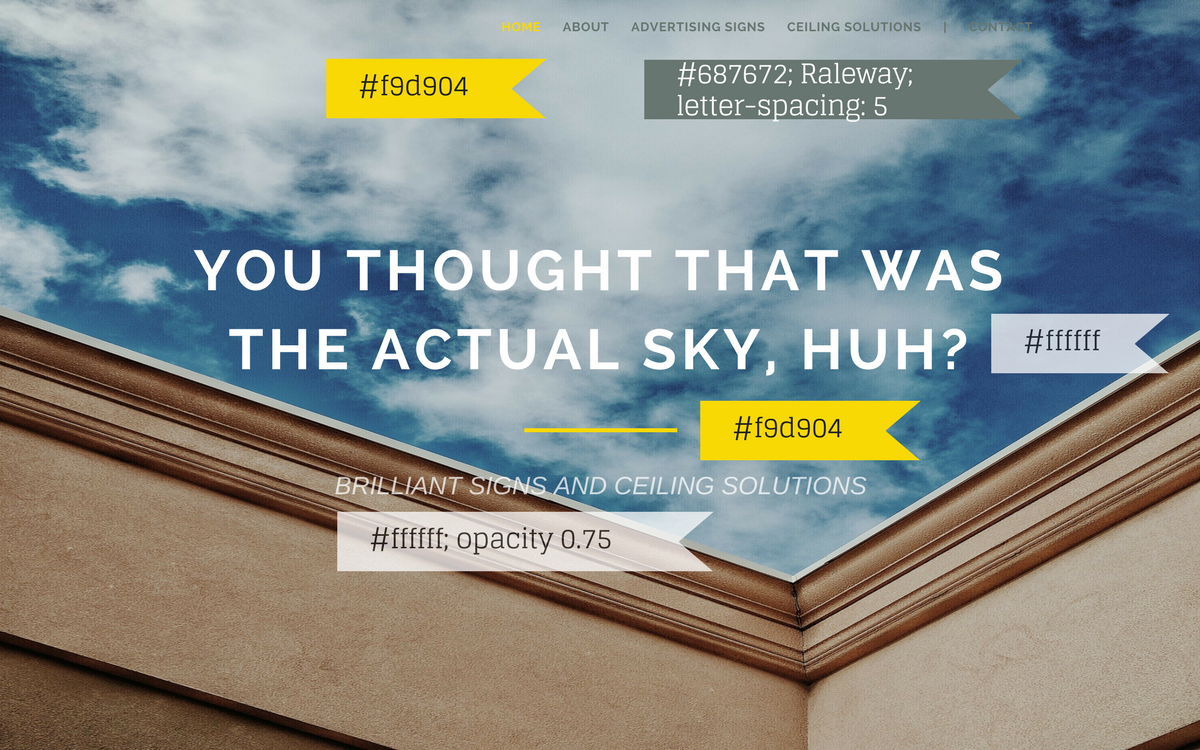 HOME ABOUT ADVERTISING SIGNS CEILING SOLUTIONS | CONTACT
#f9d904
#687672; Raleway;
letter-spacing: 5
YOU THOUGHT THAT WAS
THE ACTUAL SKY, HUH?
#ffffff
#f9d904
BRILLIANT SIGNS AND CEILING SOLUTIONS
#ffffff; opacity 0.75